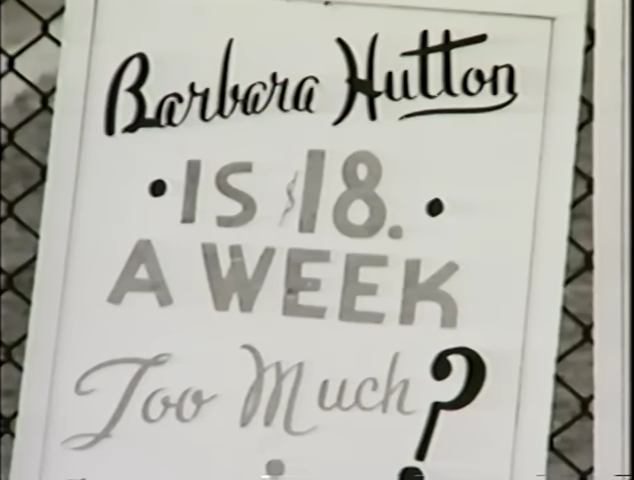 Barbara Hutton
• IS $18. •
A WEEK
Too Much?